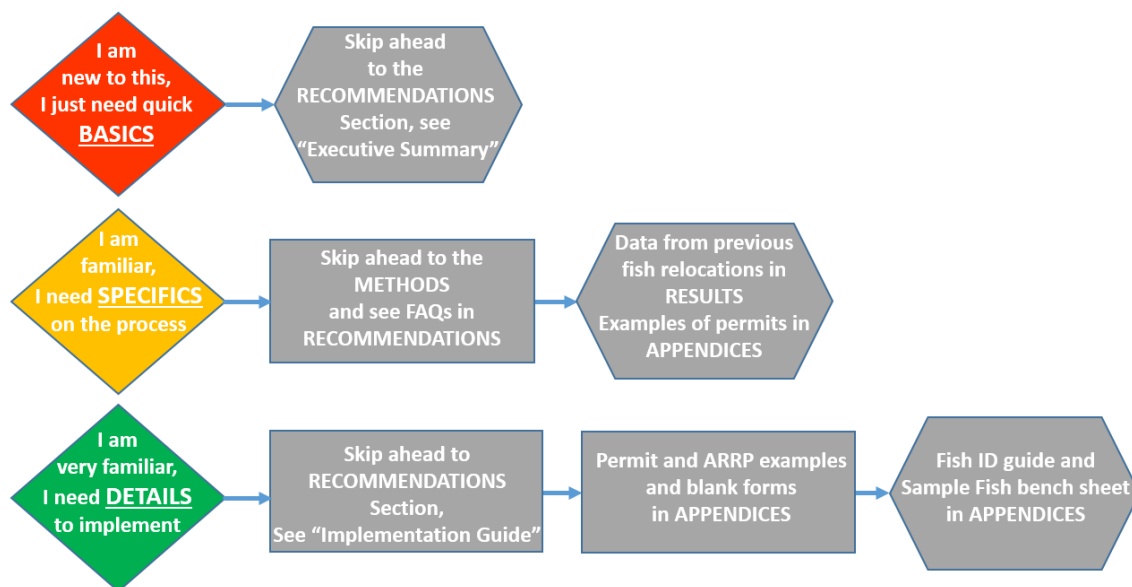 I am
new to this,
I just need quick
BASICS
Skip ahead
to the
RECOMMENDATIONS
Section, see
“Executive Summary”
I am
familiar,
I need SPECIFICS
on the process
Skip ahead to the
METHODS
and see FAQs in
RECOMMENDATIONS
Data from previous
fish relocations in
RESULTS
Examples of permits in
APPENDICES
I am
very familiar,
I need DETAILS
to implement
Skip ahead to
RECOMMENDATIONS
Section,
See “Implementation Guide”
Permit and ARRP examples
and blank forms
in APPENDICES
Fish ID guide and
Sample Fish bench sheet
in APPENDICES